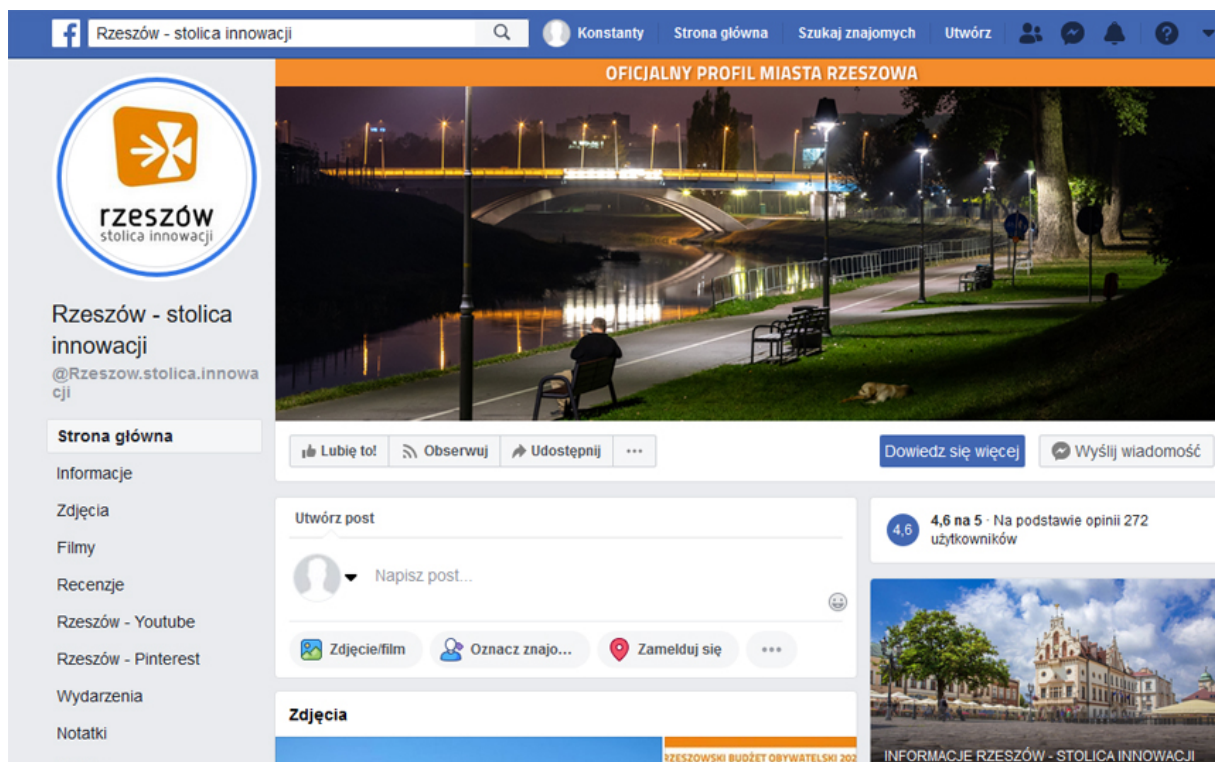 f Rzeszów - stolica innowacji Konstanty Strona główna Szukaj znajomych Utwórz
OFICJALNY PROFIL MIASTA RZESZOWA
rzeszów
stolica innowacji
Rzeszów - stolica
innowacji
@Rzeszow.stolica.innowa
cji
Strona główna
Informacje
Zdjęcia
Filmy
Recenzje
Rzeszów - Youtube
Rzeszów - Pinterest
Wydarzenia
Notatki
Lubię to! Obserwuj Udostępnij ...
Dowiedz się więcej Wyślij wiadomość
Utwórz post
Napisz post...
Zdjęcie/film Oznacz znajo... Zamelduj się ...
Zdjęcia
RZESZOWSKI BUDŻET OBYWATELSKI 202
4,6 4,6 na 5 · Na podstawie opinii 272
użytkowników
INFORMACJE RZESZÓW - STOLICA INNOWACJI